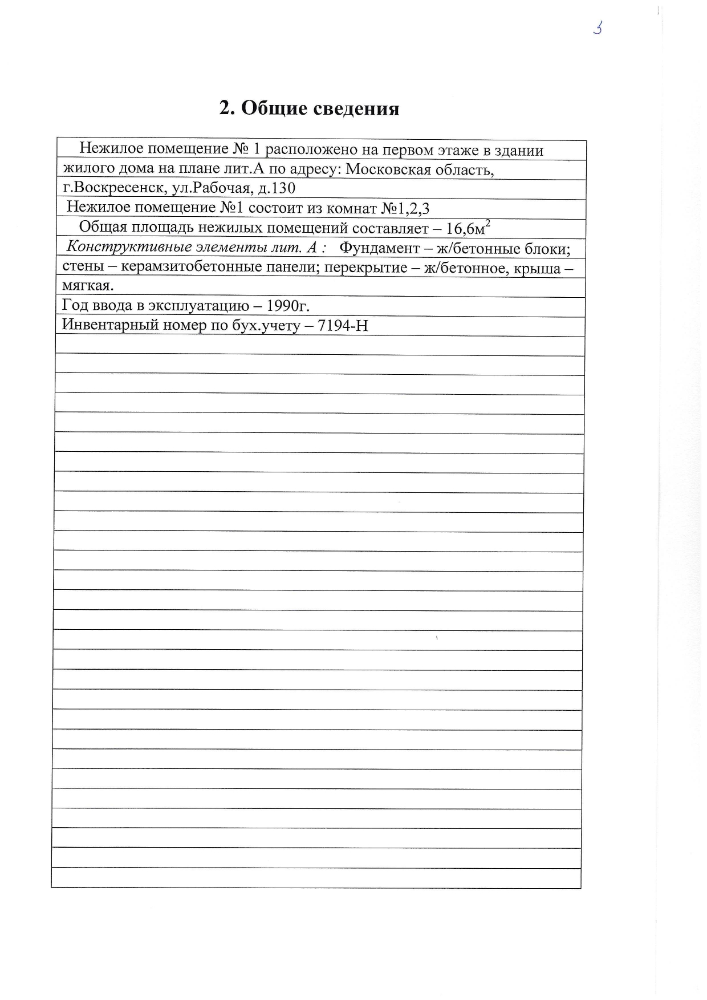 3
2. Общие сведения
Нежилое помещение № 1 расположено на первом этаже в здании
жилого дома на плане лит.А по адресу: Московская область,
г.Воскресенск, ул.Рабочая, д.130
Нежилое помещение №1 состоит из комнат №1,2,3
Общая площадь нежилых помещений составляет – 16,6м²
Конструктивные элементы лит. А : Фундамент – ж/бетонные блоки;
стены – керамзитобетонные панели; перекрытие – ж/бетонное, крыша –
мягкая.
Год ввода в эксплуатацию – 1990г.
Инвентарный номер по бух.учету – 7194-Н